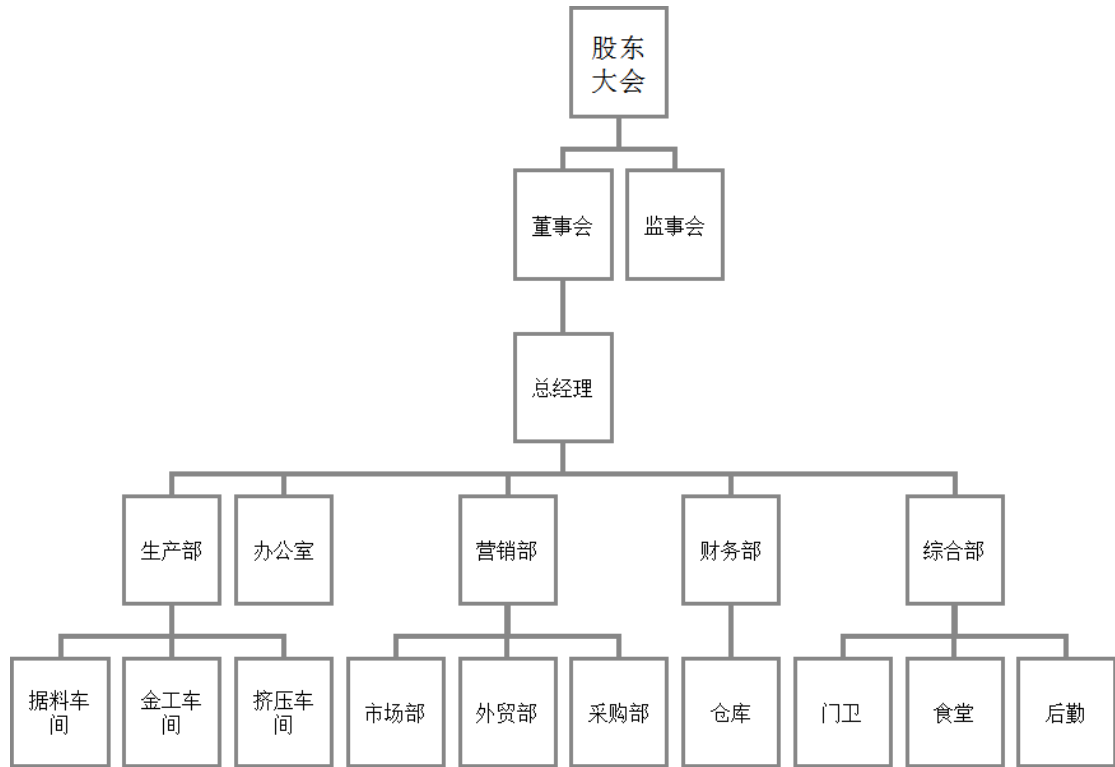 股东
大会
董事会
监事会
总经理
生产部
办公室
营销部
财务部
综合部
据料车
间
金工车
间
挤压车
间
市场部
外贸部
采购部
仓库
门卫
食堂
后勤